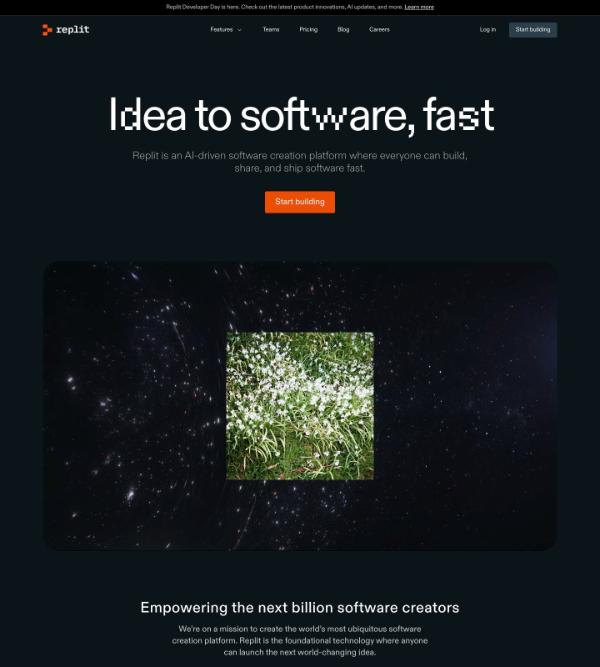 Replit Developer Day is here. Check out the latest product innovations, AI updates, and more. Learn more
replit
Features
Teams
Pricing
Blog
Careers
Log in
Start building
Idea to software, fast
Replit is an AI-driven software creation platform where everyone can build,
share, and ship software fast.
Start building
Empowering the next billion software creators
We're on a mission to create the world's most ubiquitous software
creation platform. Replit is the foundational technology where anyone
can launch the next world-changing idea.